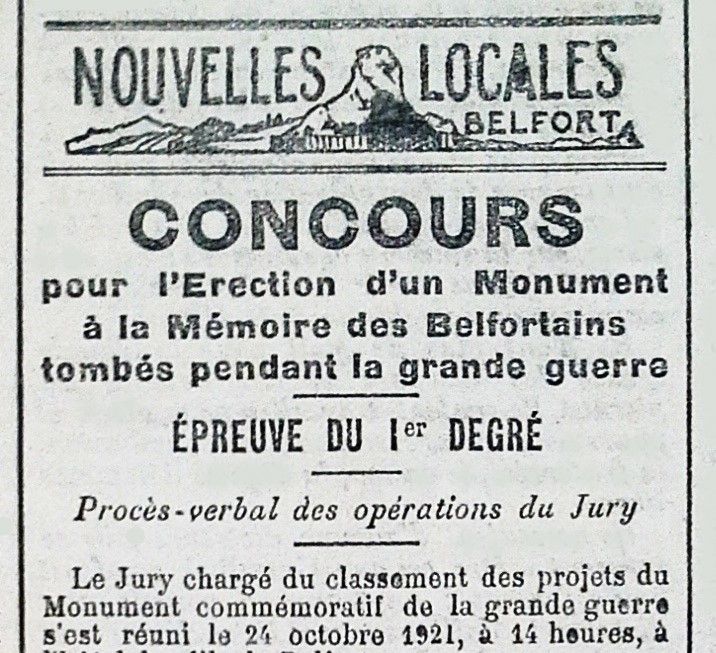 NOUVELLES LOCALES
BELFORT
CONCOURS
pour l'Erection d'un Monument
à la Mémoire des Belfortains
tombés pendant la grande guerre
ÉPREUVE DU Ier DEGRÉ
Procès-verbal des opérations du Jury
Le Jury chargé du classement des projets du
Monument commémoratif de la grande guerre
s'est réuni le 24 octobre 1921, à 14 heures, à